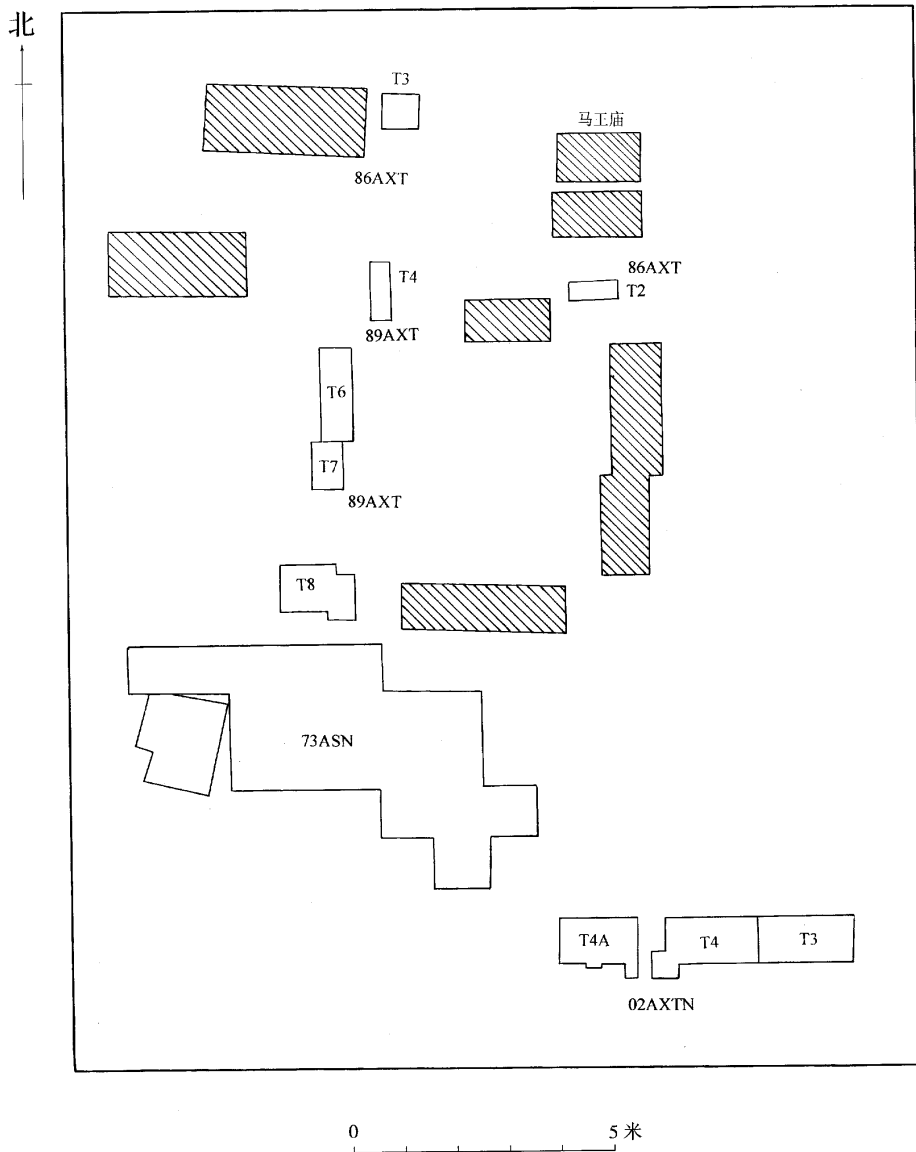 北
T3
马王庙
86AXT
86AXT
T4
T2
89AXT
T6
T7
89AXT
T8
73ASN
T4A
T4
T3
02AXTN
0
5 米